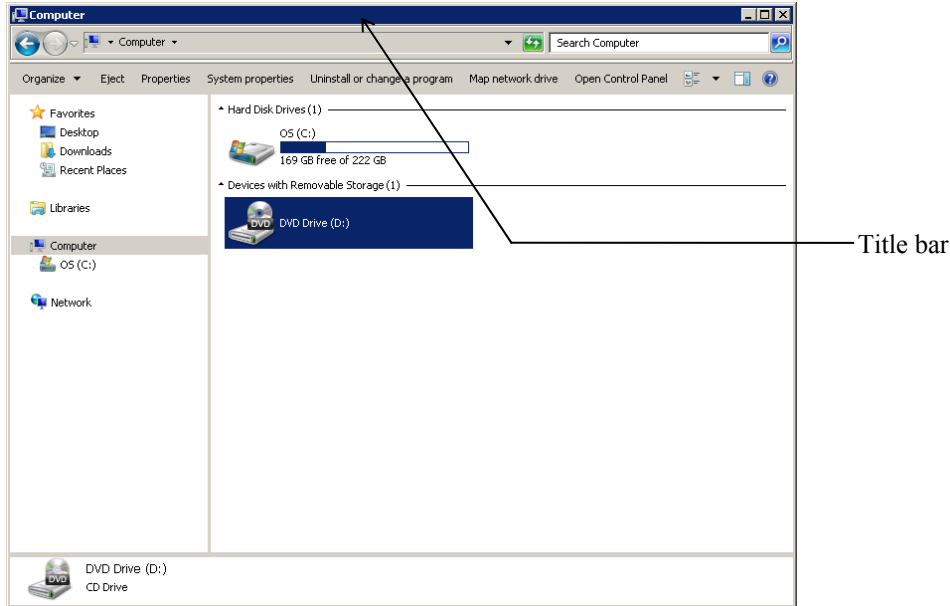 Computer
Computer
Search Computer
Organize Eject Properties System properties Uninstall or change a program Map network drive Open Control Panel
Favorites
Desktop
Downloads
Recent Places
Libraries
Computer
OS (C:)
Network
Hard Disk Drives (1)
OS (C:)
169 GB free of 222 GB
Devices with Removable Storage (1)
DVD
DVD Drive (D:)
Title bar
DVD
DVD Drive (D:)
CD Drive